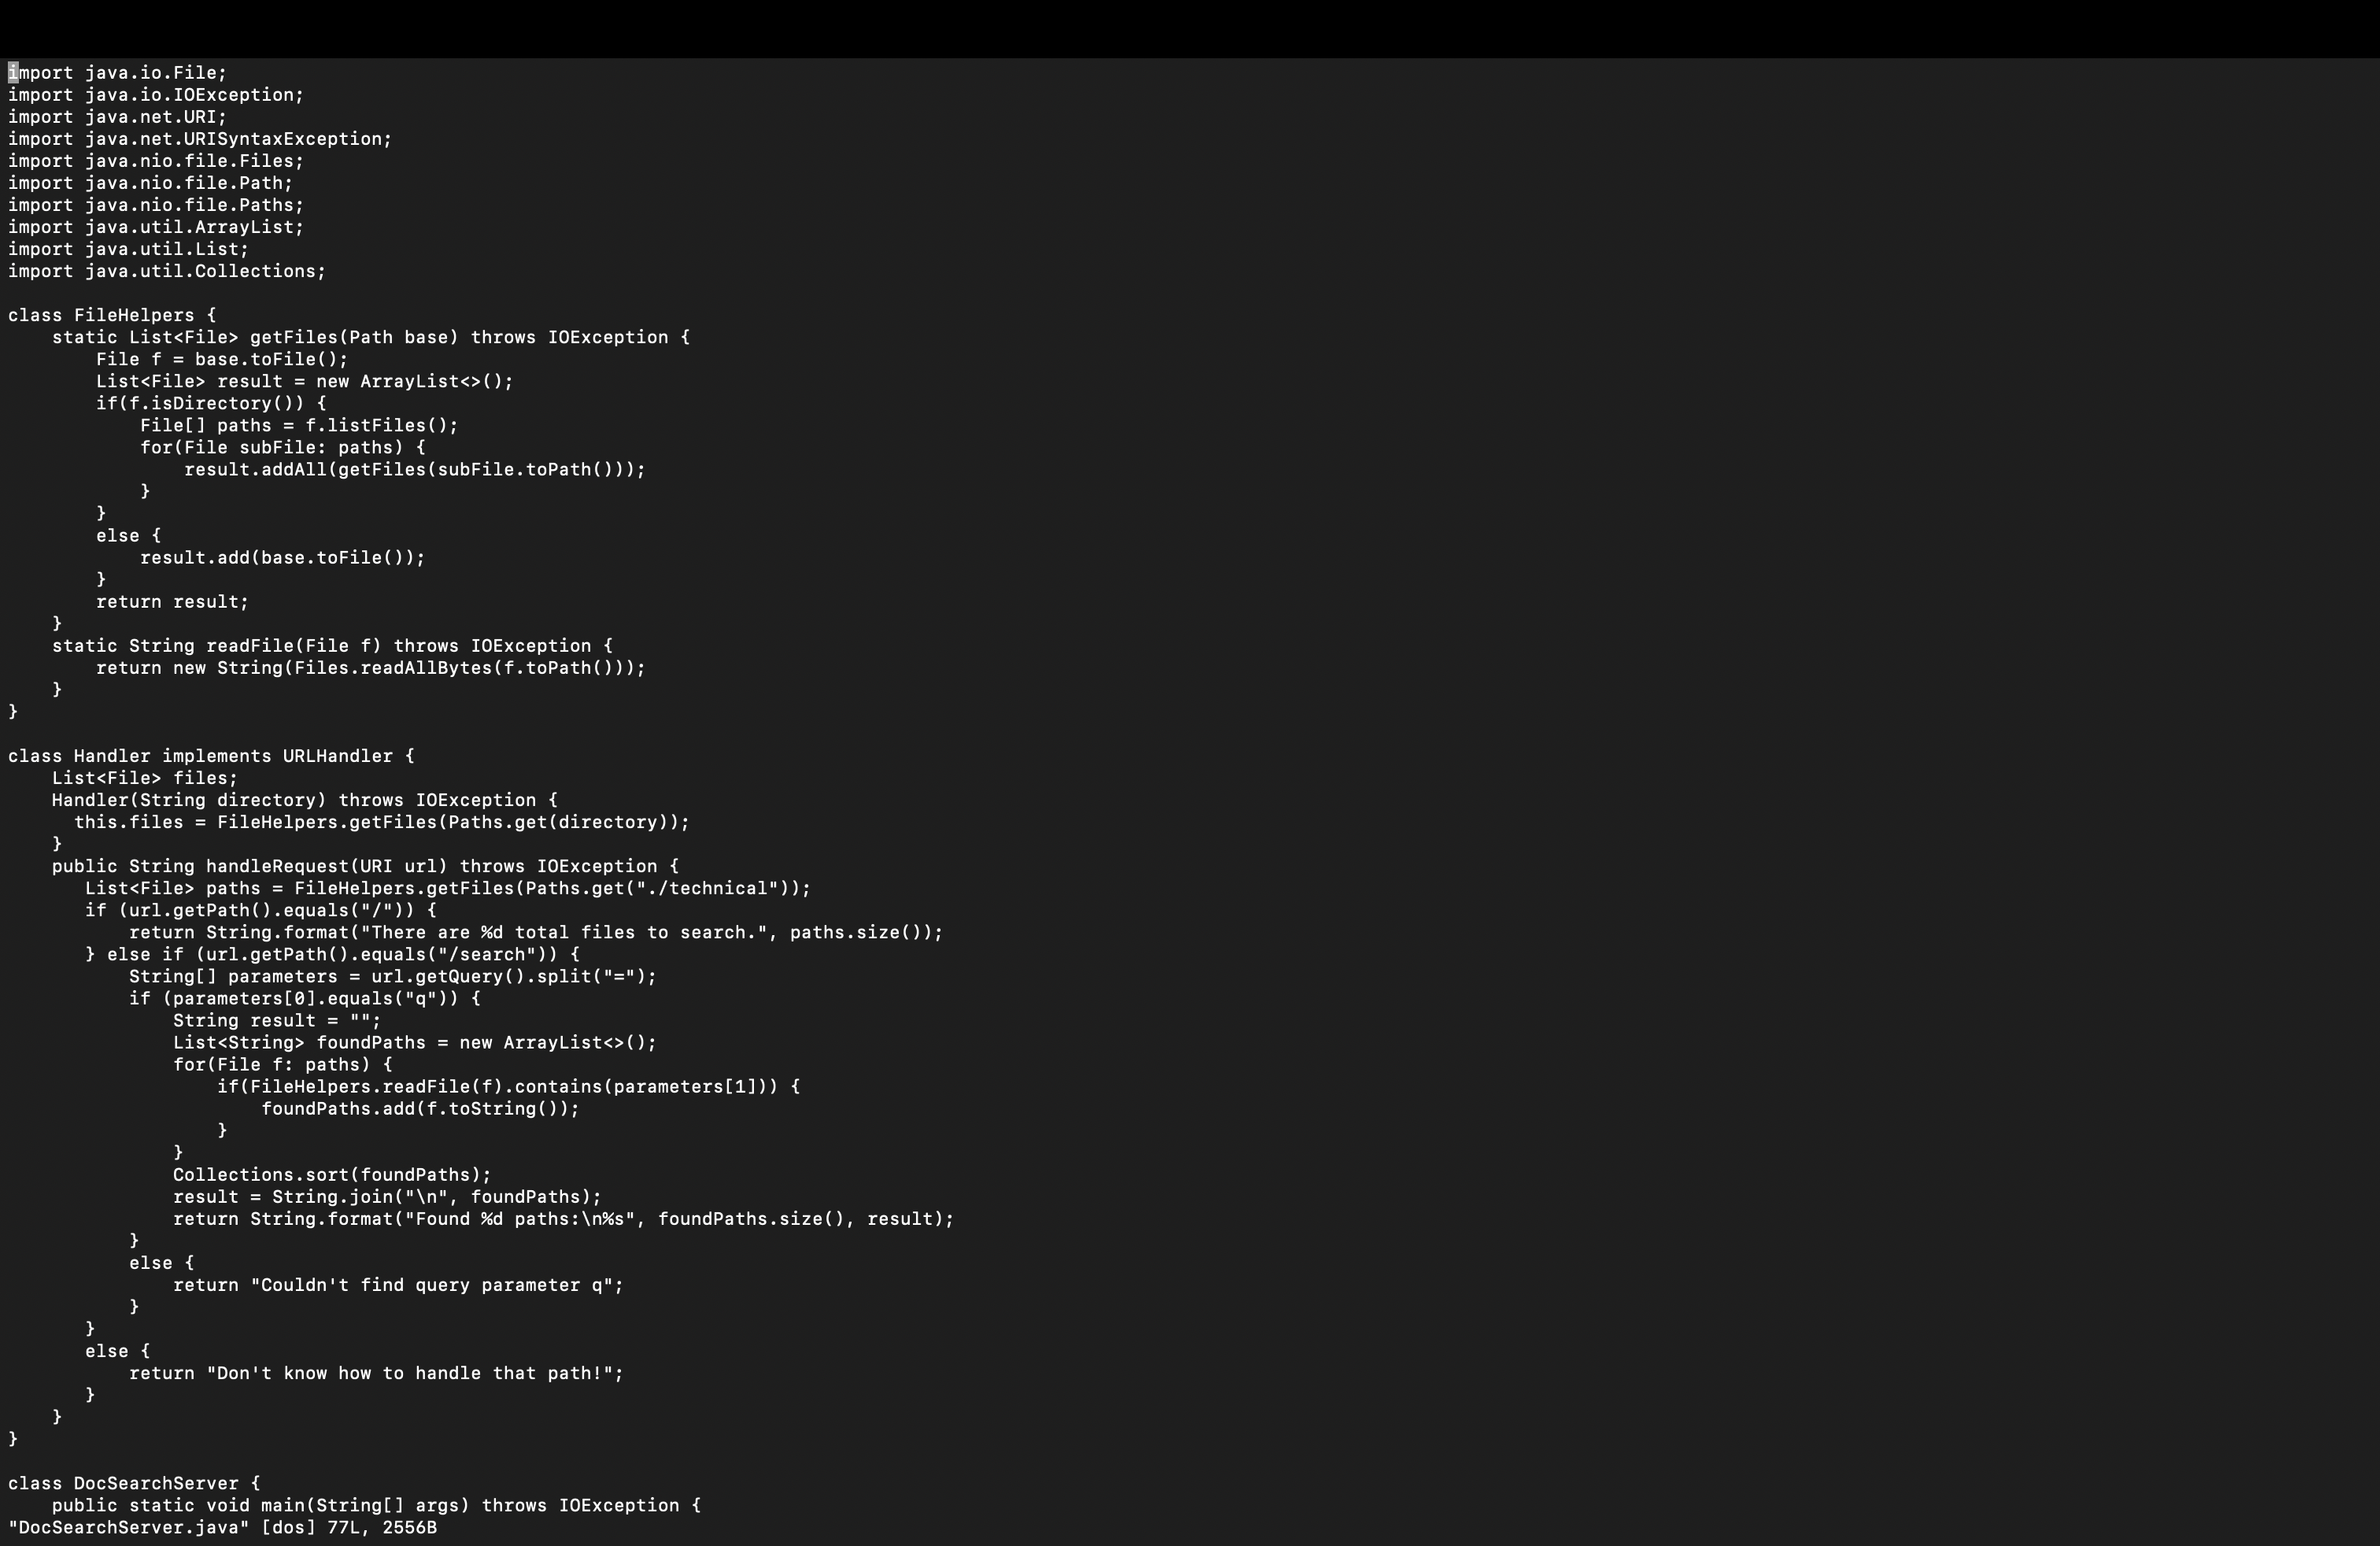 import java.io.File;
import java.io.IOException;
import java.net.URI;
import java.net.URISyntaxException;
import java.nio.file.Files;
import java.nio.file.Path;
import java.nio.file.Paths;
import java.util.ArrayList;
import java.util.List;
import java.util.Collections;

class FileHelpers {
    static List<File> getFiles(Path base) throws IOException {
        File f = base.toFile();
        List<File> result = new ArrayList<>();
        if(f.isDirectory()) {
            File[] paths = f.listFiles();
            for(File subFile: paths) {
                result.addAll(getFiles(subFile.toPath()));
            }
        }
        else {
            result.add(base.toFile());
        }
        return result;
    }
    static String readFile(File f) throws IOException {
        return new String(Files.readAllBytes(f.toPath()));
    }
}

class Handler implements URLHandler {
    List<File> files;
    Handler(String directory) throws IOException {
      this.files = FileHelpers.getFiles(Paths.get(directory));
    }
    public String handleRequest(URI url) throws IOException {
       List<File> paths = FileHelpers.getFiles(Paths.get("./technical"));
       if (url.getPath().equals("/")) {
           return String.format("There are %d total files to search.", paths.size());
       } else if (url.getPath().equals("/search")) {
           String[] parameters = url.getQuery().split("=");
           if (parameters[0].equals("q")) {
               String result = "";
               List<String> foundPaths = new ArrayList<>();
               for(File f: paths) {
                   if(FileHelpers.readFile(f).contains(parameters[1])) {
                       foundPaths.add(f.toString());
                   }
               }
               Collections.sort(foundPaths);
               result = String.join("\n", foundPaths);
               return String.format("Found %d paths:\n%s", foundPaths.size(), result);
           }
           else {
               return "Couldn't find query parameter q";
           }
       }
       else {
           return "Don't know how to handle that path!";
       }
    }
}

class DocSearchServer {
    public static void main(String[] args) throws IOException {
"DocSearchServer.java" [dos] 77L, 2556B